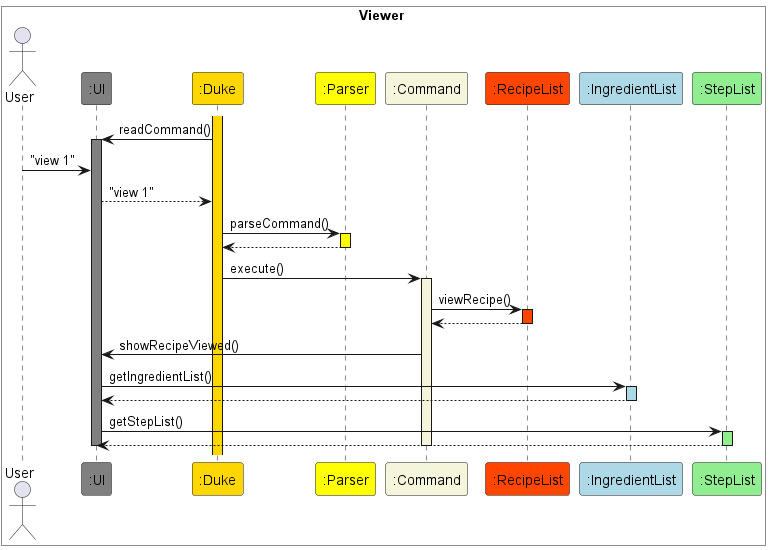 Viewer
User
:UI
:Duke
:Parser
:Command
:RecipeList
:IngredientList
:StepList
readCommand()
"view 1"
"view 1"
parseCommand()
execute()
viewRecipe()
showRecipeViewed()
getIngredientList()
getStepList()
User
:UI
:Duke
:Parser
:Command
:RecipeList
:IngredientList
:StepList